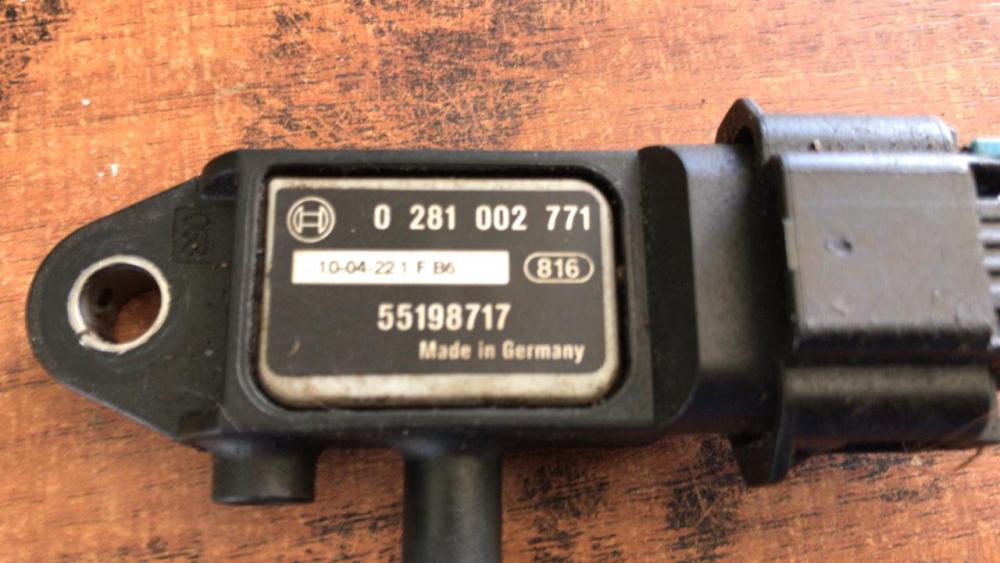 0 281 002 771
10-04-22 1 F B6
816
55198717
Made in Germany